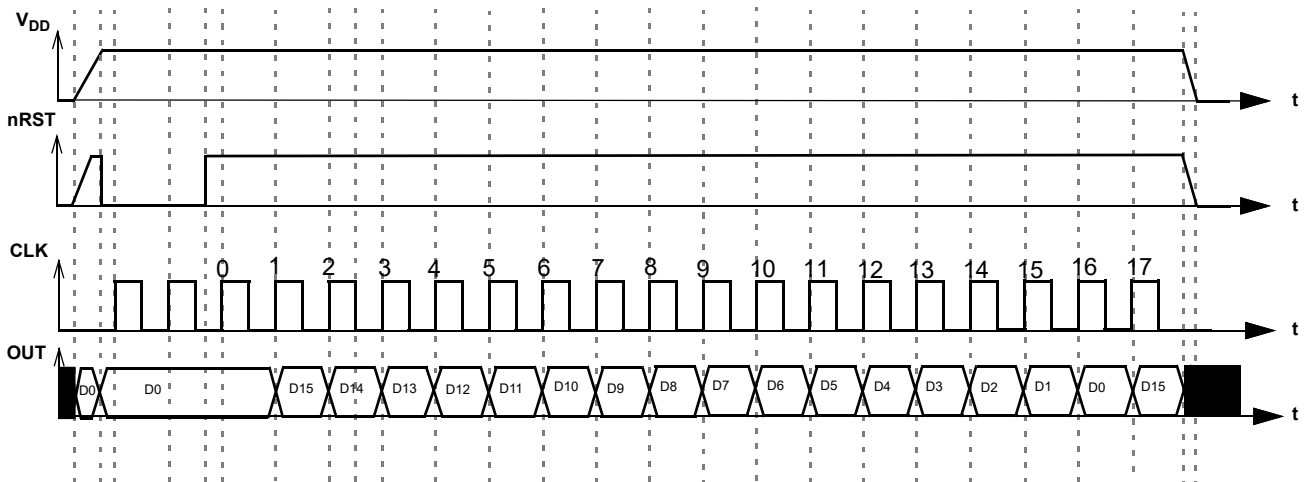 VDD
t
nRST
t
CLK
0 1 2 3 4 5 6 7 8 9 10 11 12 13 14 15 16 17
t
OUT
D0 D0 D15 D14 D13 D12 D11 D10 D9 D8 D7 D6 D5 D4 D3 D2 D1 D0 D15
t